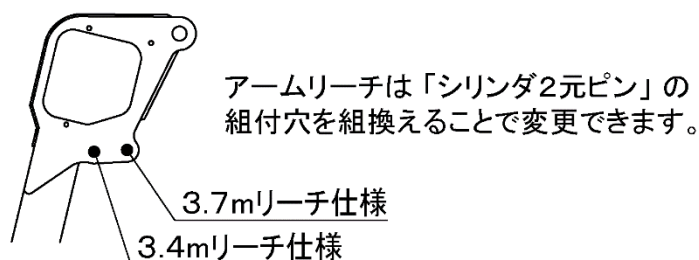 アームリーチは「シリンダ2元ピン」の
組付穴を組換えることで変更できます。
3.7mリーチ仕様
3.4mリーチ仕様